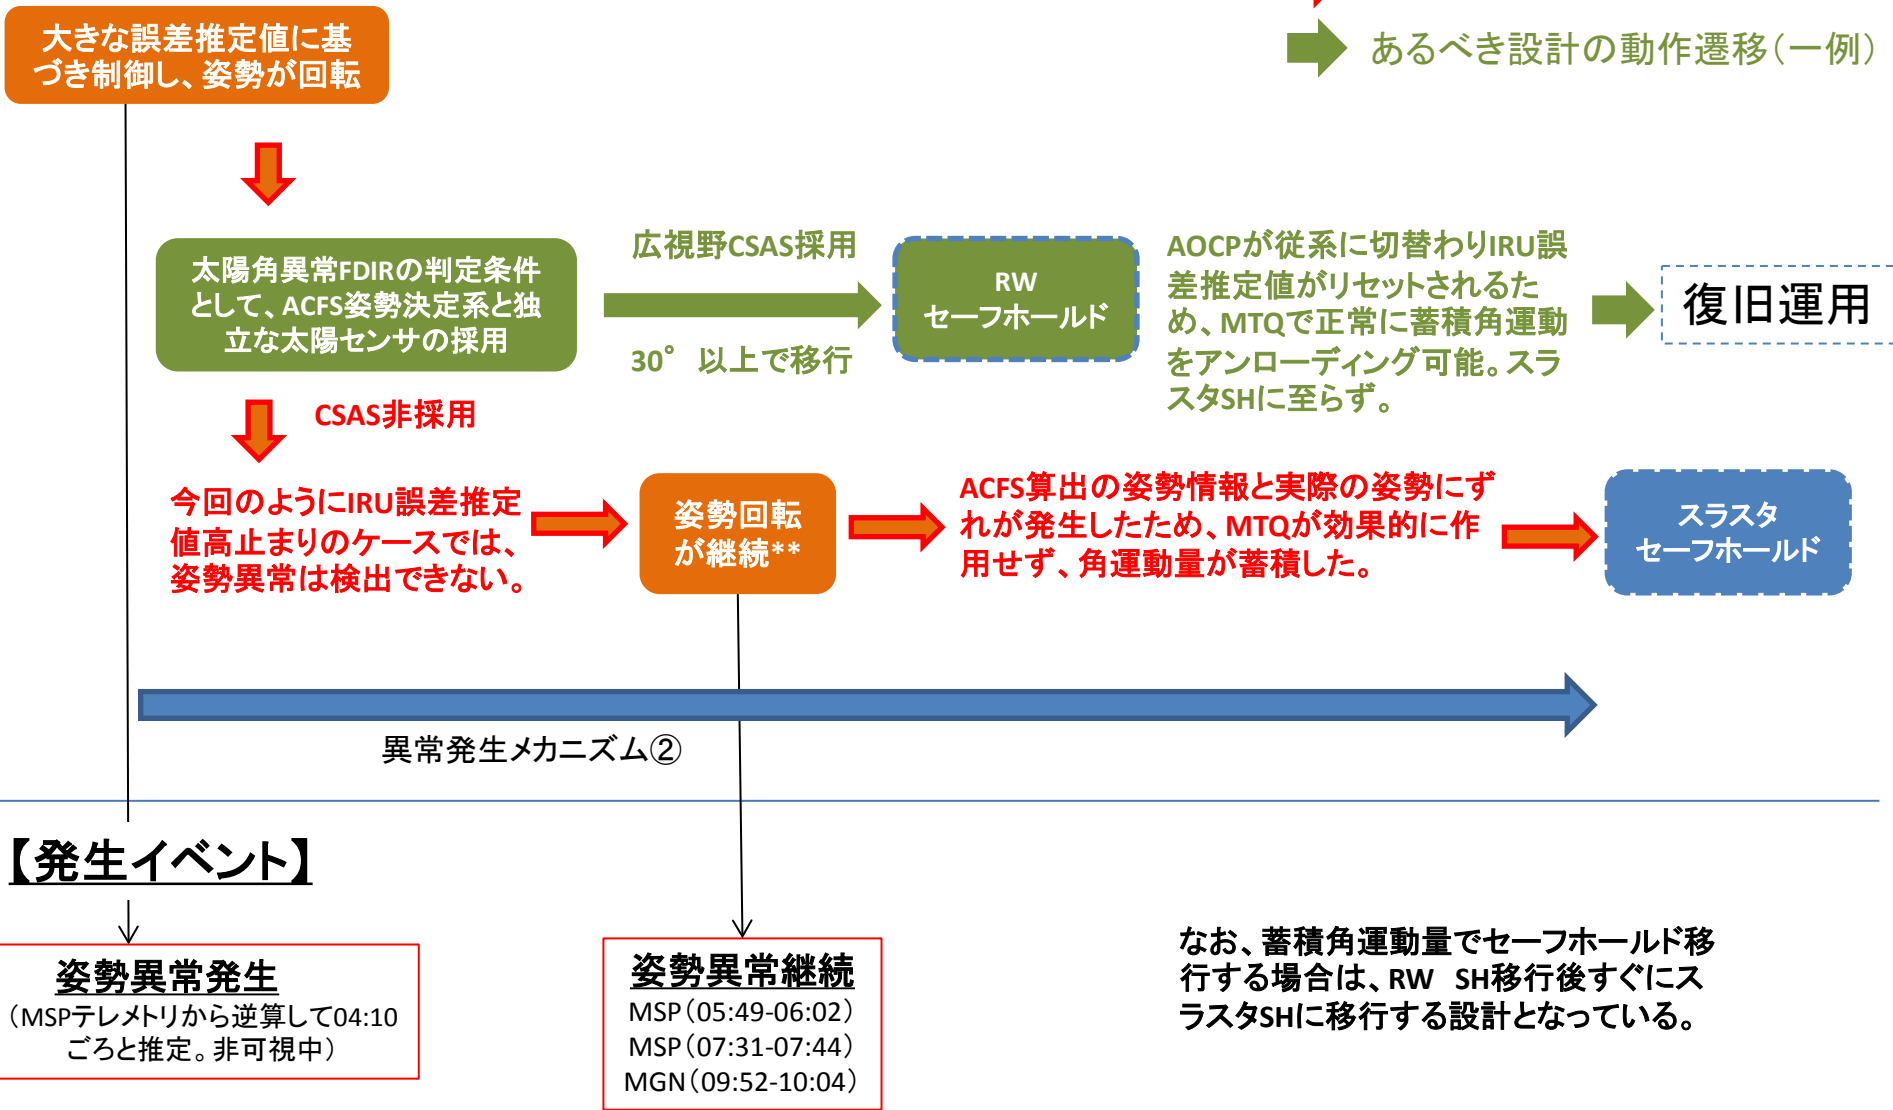 大きな誤差推定値に基
づき制御し、姿勢が回転
あるべき設計の動作遷移(一例)
太陽角異常FDIRの判定条件
として、ACFS姿勢決定系と独
立な太陽センサの採用
広視野CSAS採用
30°以上で移行
RW
セーフホールド
AOCPが従系に切替わりIRU誤
差推定値がリセットされるた
め、MTQで正常に蓄積角運動
をアンローディング可能。スラ
スタSHに至らず。
復旧運用
CSAS非採用
今回のようにIRU誤差推定
値高止まりのケースでは、
姿勢異常は検出できない。
姿勢回転
が継続**
ACFS算出の姿勢情報と実際の姿勢にず
れが発生したため、MTQが効果的に作
用せず、角運動量が蓄積した。
スラスタ
セーフホールド
異常発生メカニズム②
【発生イベント】
姿勢異常発生
(MSPテレメトリから逆算して04:10
ごろと推定。非可視中)
姿勢異常継続
MSP(05:49-06:02)
MSP(07:31-07:44)
MGN(09:52-10:04)
なお、蓄積角運動量でセーフホールド移
行する場合は、RW SH移行後すぐにス
ラスタSHに移行する設計となっている。